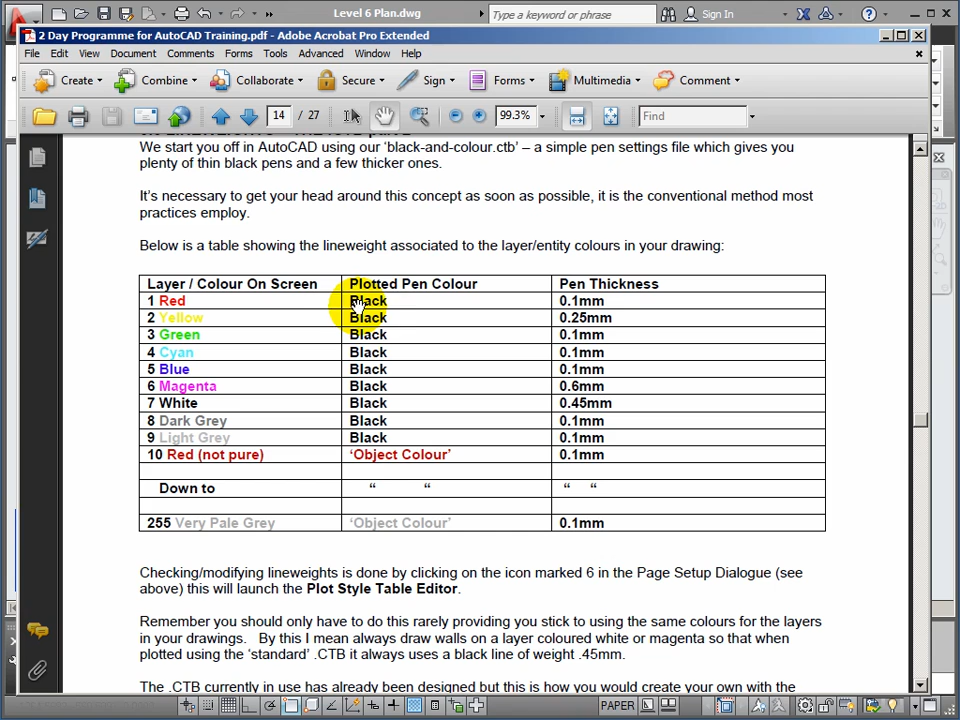 Level 6 Plan.dwg
Type a keyword or phrase
Sign In
2 Day Programme for AutoCAD Training.pdf - Adobe Acrobat Pro Extended
File Edit View Document Comments Forms Tools Advanced Window Help
Create Combine Collaborate Secure Sign Forms Multimedia Comment
14 / 27 99.3% Find
We start you off in AutoCAD using our 'black-and-colour.ctb' – a simple pen settings file which gives you
plenty of thin black pens and a few thicker ones.
It's necessary to get your head around this concept as soon as possible, it is the conventional method most
practices employ.
Below is a table showing the lineweight associated to the layer/entity colours in your drawing:
Layer / Colour On Screen Plotted Pen Colour Pen Thickness
1 Red Black 0.1mm
2 Yellow Black 0.25mm
3 Green Black 0.1mm
4 Cyan Black 0.1mm
5 Blue Black 0.1mm
6 Magenta Black 0.6mm
7 White Black 0.45mm
8 Dark Grey Black 0.1mm
9 Light Grey Black 0.1mm
10 Red (not pure) 'Object Colour' 0.1mm
Down to “ “ “ “
255 Very Pale Grey 'Object Colour' 0.1mm
Checking/modifying lineweights is done by clicking on the icon marked 6 in the Page Setup Dialogue (see
above) this will launch the Plot Style Table Editor.
Remember you should only have to do this rarely providing you stick to using the same colours for the layers
in your drawings. By this I mean always draw walls on a layer coloured white or magenta so that when
plotted using the 'standard' .CTB it always uses a black line of weight .45mm.
The .CTB currently in use has already been designed but this is how you would create your own with the
PAPER